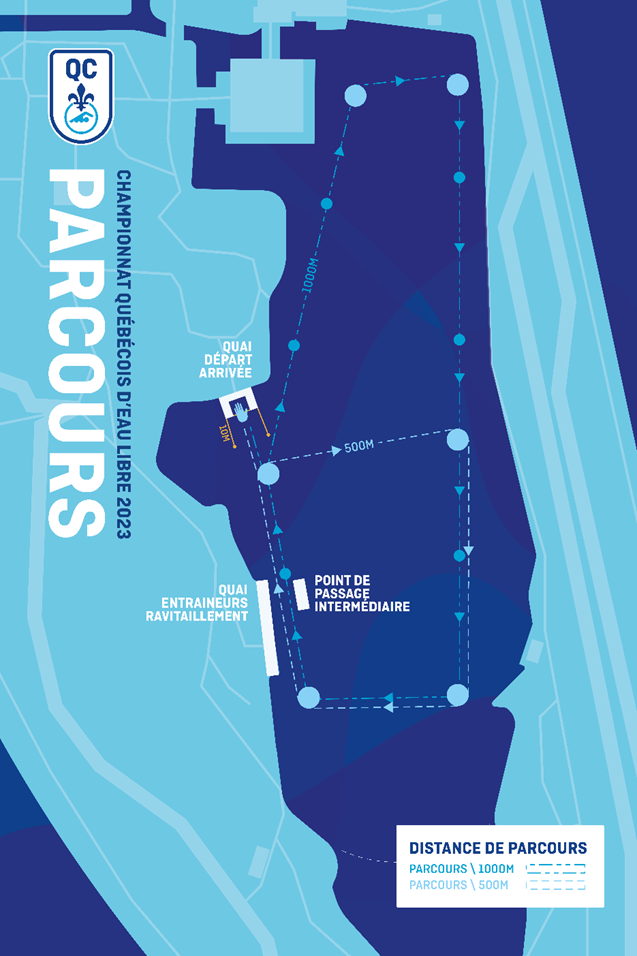 QC
PARCOURS
CHAMPIONNAT QUÉBÉCOIS D'EAU LIBRE 2023
1000M
QUAI
DÉPART
ARRIVÉE
10M
500M
QUAI
ENTRAINEURS
RAVITAILLEMENT
POINT DE
PASSAGE
INTERMÉDIAIRE
DISTANCE DE PARCOURS
PARCOURS \ 1000M
PARCOURS \ 500M